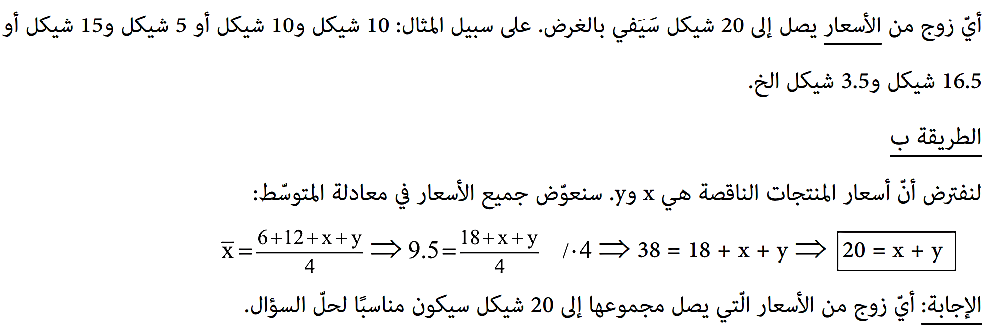 أيّ زوج من الأسعار يصل إلى 20 شيكل سَيَفي بالغرض. على سبيل المثال: 10 شيكل و10 شيكل أو 5 شيكل و15 شيكل أو
16.5 شيكل و3.5 شيكل الخ.
الطريقة ب
لنفترض أنّ أسعار المنتجات الناقصة هي x وy. سنعوّض جميع الأسعار في معادلة المتوسّط:
x̅ = (6+12+x+y)/4 ⟹ 9.5 = (18+x+y)/4 /·4 ⟹ 38 = 18 + x + y ⟹ 20 = x + y
الإجابة: أيّ زوج من الأسعار الّتي يصل مجموعها إلى 20 شيكل سيكون مناسبًا لحلّ السؤال.